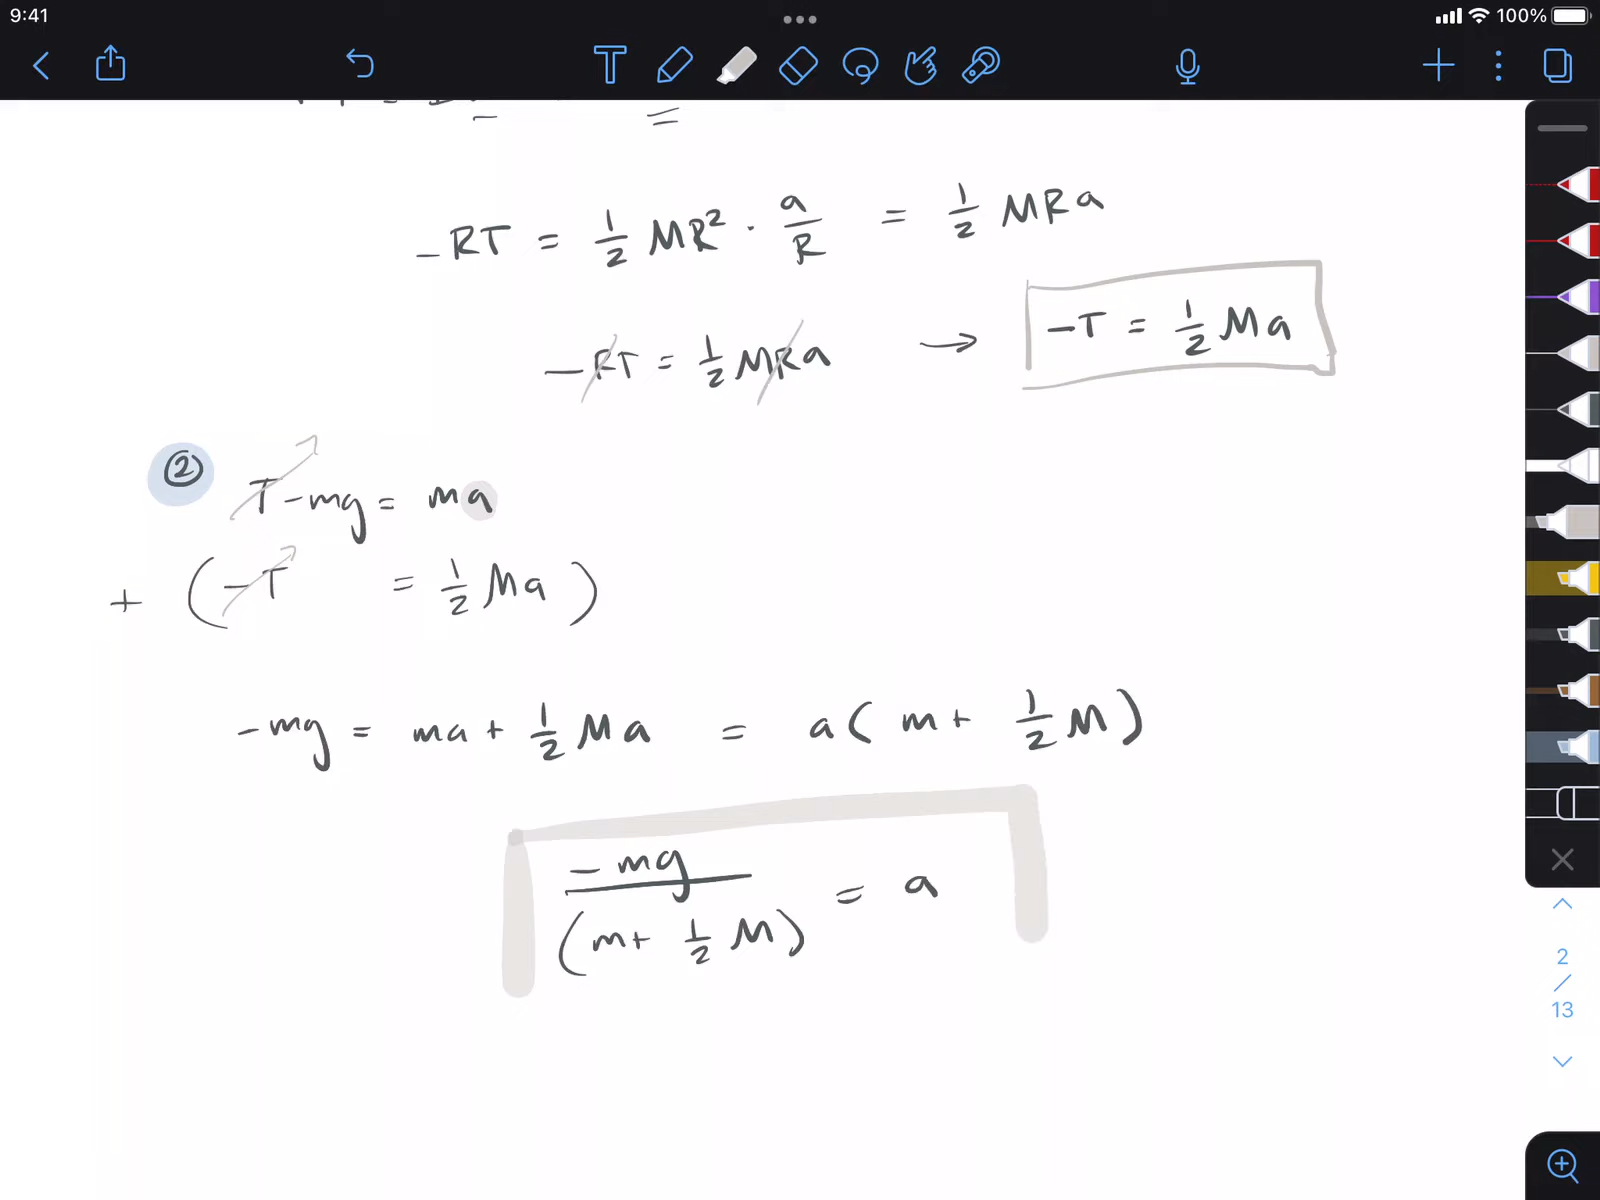 9:41
100%
-RT = 1/2 MR² · a/R = 1/2 MRa
-RT = 1/2 MRa → -T = 1/2 Ma
② T - mg = ma
+ (-T = 1/2 Ma)
-mg = ma + 1/2 Ma = a(m + 1/2 M)
-mg/(m + 1/2 M) = a
2
/
13